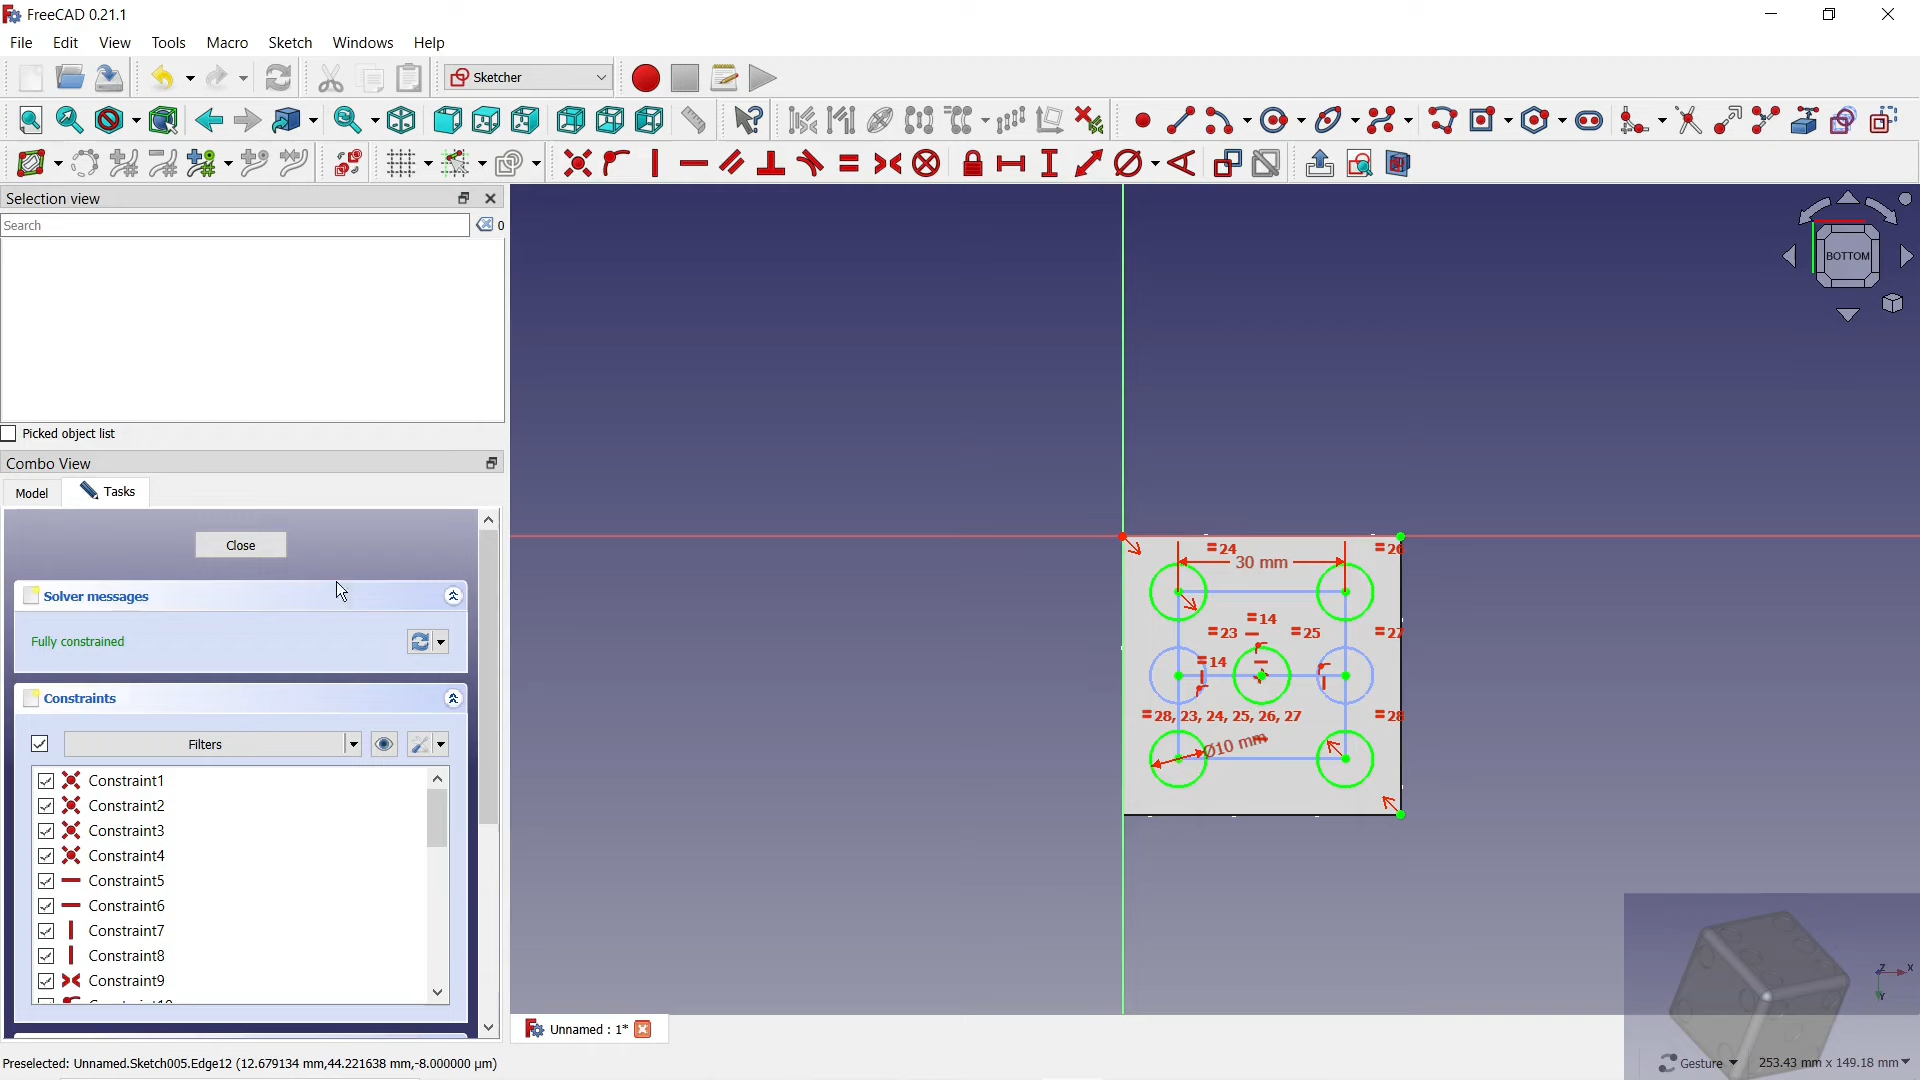 FreeCAD 0.21.1
File Edit View Tools Macro Sketch Windows Help
Sketcher
Selection view
Search
0
Picked object list
Combo View
Model Tasks
Close
Solver messages
Fully constrained
Constraints
Filters
Constraint1
Constraint2
Constraint3
Constraint4
Constraint5
Constraint6
Constraint7
Constraint8
Constraint9
BOTTOM
=24 =26
30 mm
=14
=23 =25 =27
=14
=28, 23, 24, 25, 26, 27 =28
Ø10 mm
Z X
Y
Unnamed : 1*
Preselected: Unnamed.Sketch005.Edge12 (12.679134 mm,44.221638 mm,-8.000000 µm)
Gesture 253.43 mm x 149.18 mm